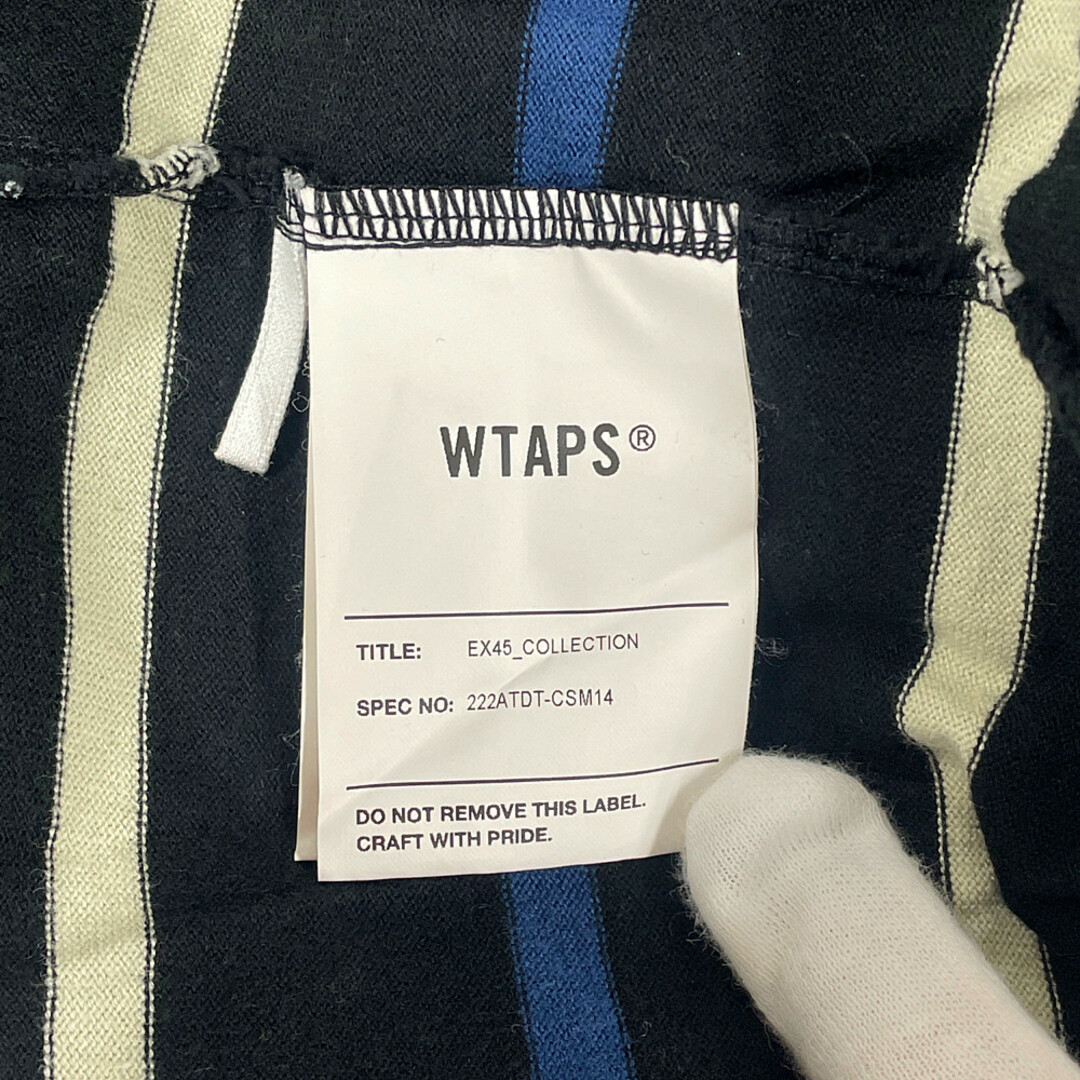 WTAPS®
TITLE: EX45_COLLECTION
SPEC NO: 222ATDT-CSM14
DO NOT REMOVE THIS LABEL.
CRAFT WITH PRIDE.